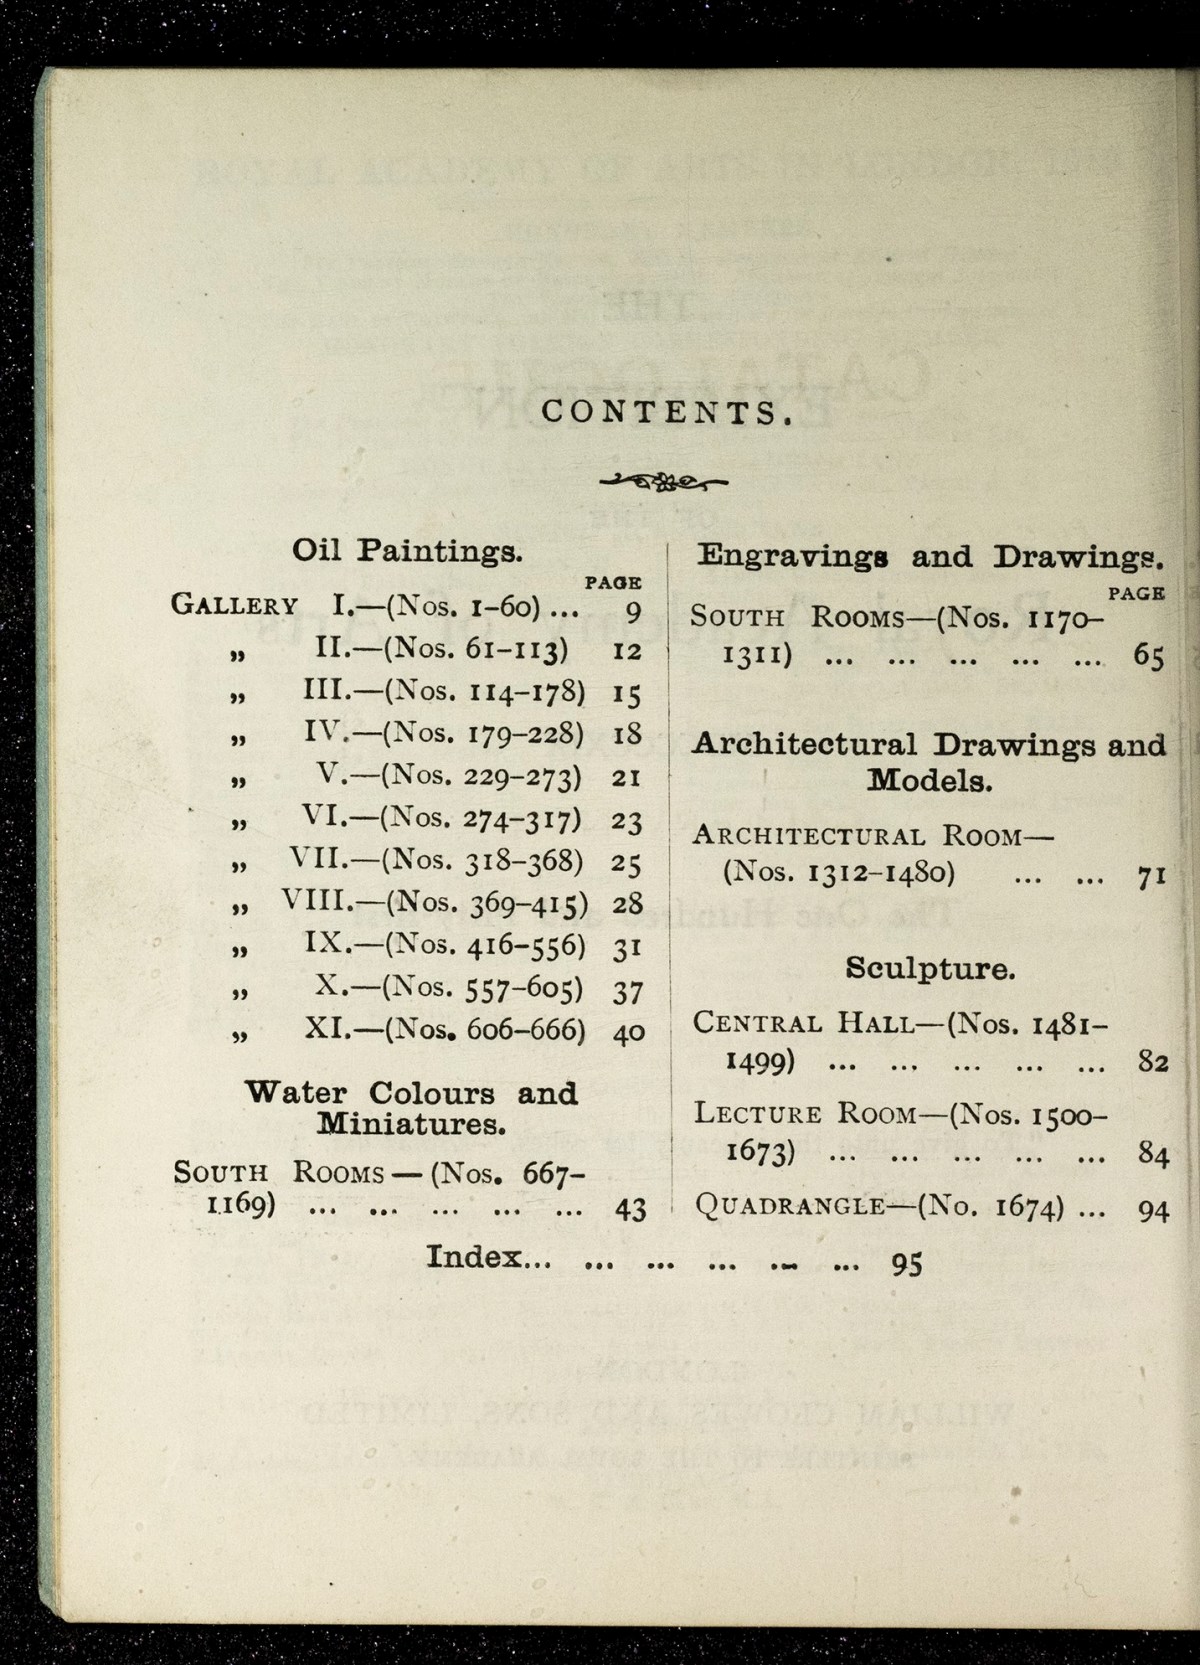 CONTENTS.
Oil Paintings.
PAGE
GALLERY I.—(Nos. 1-60) ... 9
„ II.—(Nos. 61-113) 12
„ III.—(Nos. 114-178) 15
„ IV.—(Nos. 179-228) 18
„ V.—(Nos. 229-273) 21
„ VI.—(Nos. 274-317) 23
„ VII.—(Nos. 318-368) 25
„ VIII.—(Nos. 369-415) 28
„ IX.—(Nos. 416-556) 31
„ X.—(Nos. 557-605) 37
„ XI.—(Nos. 606-666) 40
Water Colours and
Miniatures.
SOUTH ROOMS — (Nos. 667-
1169) ... ... ... ... ... 43
Engravings and Drawings.
PAGE
SOUTH ROOMS—(Nos. 1170-
1311) ... ... ... ... ... 65
Architectural Drawings and
Models.
ARCHITECTURAL ROOM—
(Nos. 1312-1480) ... ... 71
Sculpture.
CENTRAL HALL—(Nos. 1481-
1499) ... ... ... ... ... 82
LECTURE ROOM—(Nos. 1500-
1673) ... ... ... ... ... 84
QUADRANGLE—(No. 1674) ... 94
Index... ... ... ... ... ... 95